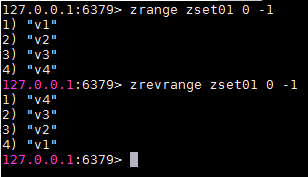 127.0.0.1:6379> zrange zset01 0 -1
1) "v1"
2) "v2"
3) "v3"
4) "v4"
127.0.0.1:6379> zrevrange zset01 0 -1
1) "v4"
2) "v3"
3) "v2"
4) "v1"
127.0.0.1:6379>